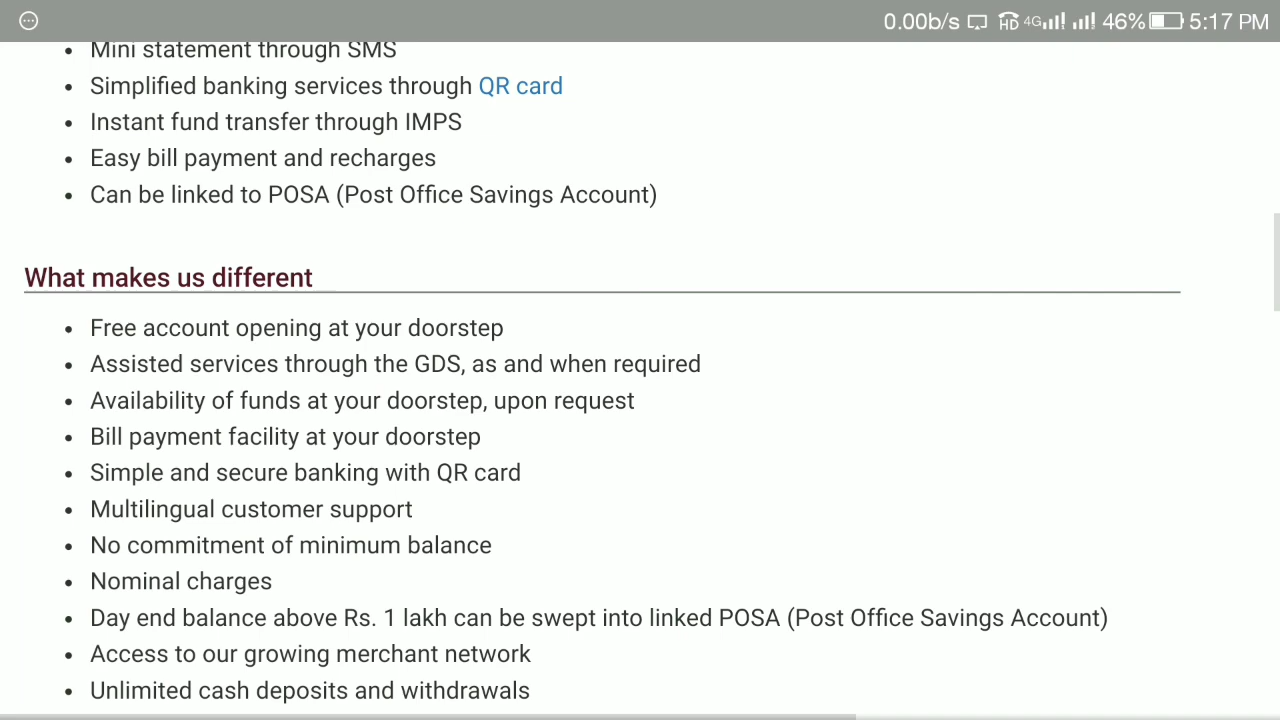 0.00b/s HD 4G 46% 5:17 PM
Mini statement through SMS
Simplified banking services through QR card
Instant fund transfer through IMPS
Easy bill payment and recharges
Can be linked to POSA (Post Office Savings Account)
What makes us different
Free account opening at your doorstep
Assisted services through the GDS, as and when required
Availability of funds at your doorstep, upon request
Bill payment facility at your doorstep
Simple and secure banking with QR card
Multilingual customer support
No commitment of minimum balance
Nominal charges
Day end balance above Rs. 1 lakh can be swept into linked POSA (Post Office Savings Account)
Access to our growing merchant network
Unlimited cash deposits and withdrawals